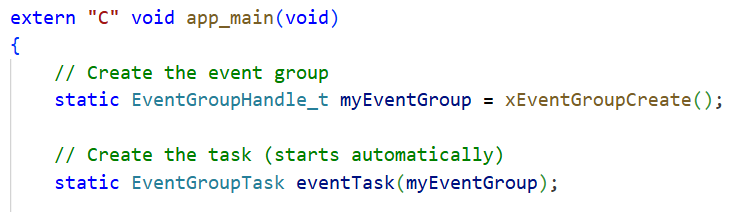 extern "C" void app_main(void)
{
// Create the event group
static EventGroupHandle_t myEventGroup = xEventGroupCreate();
// Create the task (starts automatically)
static EventGroupTask eventTask(myEventGroup);